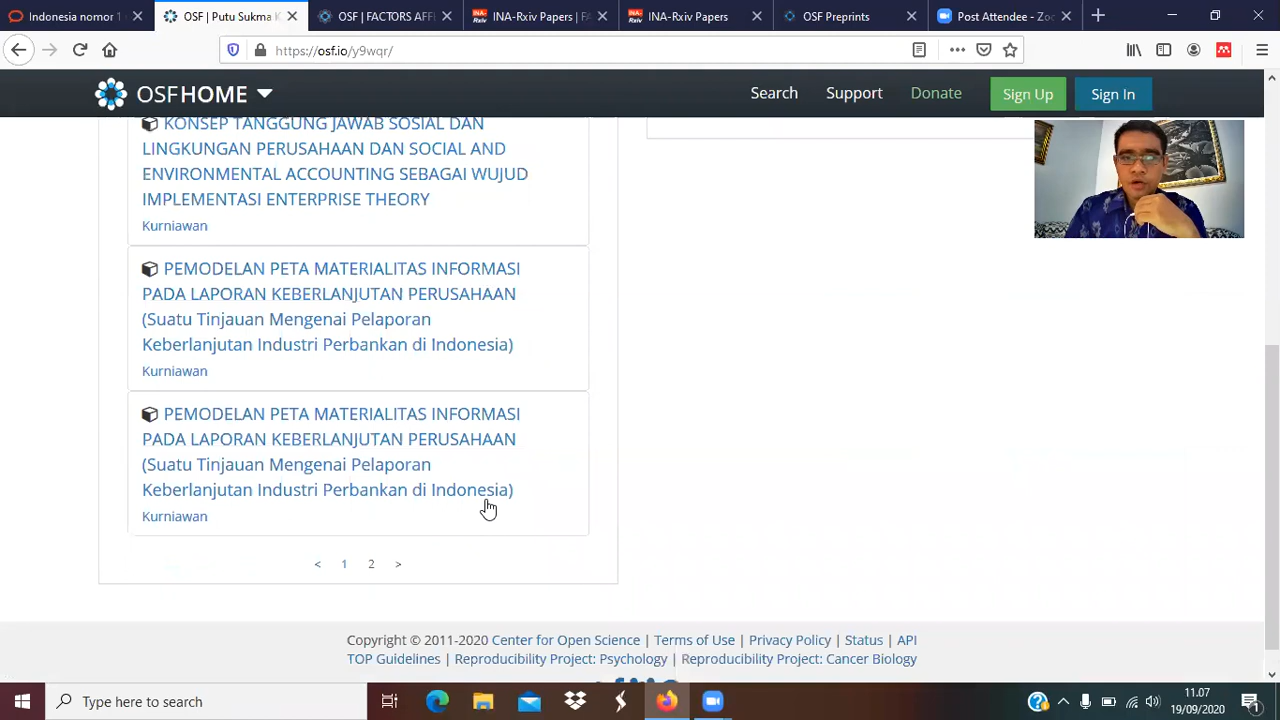 Indonesia nomor 1
OSF | Putu Sukma K
OSF | FACTORS AFF
INA-Rxiv Papers | FA
INA-Rxiv Papers
OSF Preprints
Post Attendee - Zoo
https://osf.io/y9wqr/
OSFHOME
Search
Support
Donate
Sign Up
Sign In
KONSEP TANGGUNG JAWAB SOSIAL DAN
LINGKUNGAN PERUSAHAAN DAN SOCIAL AND
ENVIRONMENTAL ACCOUNTING SEBAGAI WUJUD
IMPLEMENTASI ENTERPRISE THEORY
Kurniawan
PEMODELAN PETA MATERIALITAS INFORMASI
PADA LAPORAN KEBERLANJUTAN PERUSAHAAN
(Suatu Tinjauan Mengenai Pelaporan
Keberlanjutan Industri Perbankan di Indonesia)
Kurniawan
PEMODELAN PETA MATERIALITAS INFORMASI
PADA LAPORAN KEBERLANJUTAN PERUSAHAAN
(Suatu Tinjauan Mengenai Pelaporan
Keberlanjutan Industri Perbankan di Indonesia)
Kurniawan
< 1 2 >
Copyright © 2011-2020 Center for Open Science | Terms of Use | Privacy Policy | Status | API
TOP Guidelines | Reproducibility Project: Psychology | Reproducibility Project: Cancer Biology
Type here to search
11.07
19/09/2020